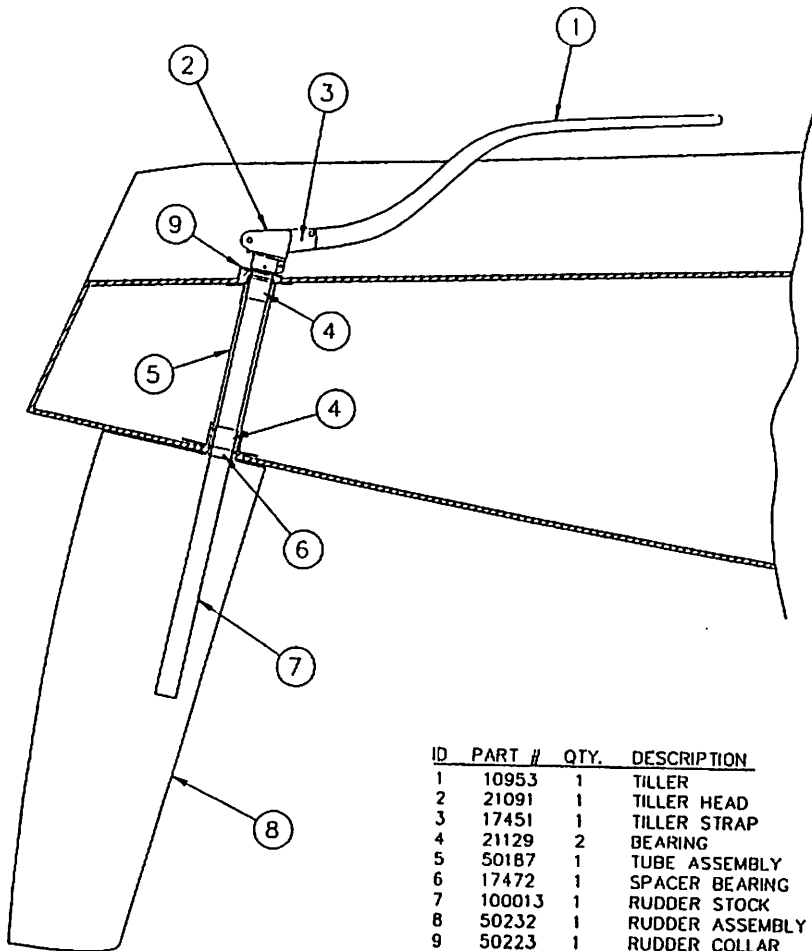 1
2
3
9
4
5
4
6
7
8
ID PART # QTY. DESCRIPTION
1 10953 1 TILLER
2 21091 1 TILLER HEAD
3 17451 1 TILLER STRAP
4 21129 2 BEARING
5 50187 1 TUBE ASSEMBLY
6 17472 1 SPACER BEARING
7 100013 1 RUDDER STOCK
8 50232 1 RUDDER ASSEMBLY
9 50223 1 RUDDER COLLAR